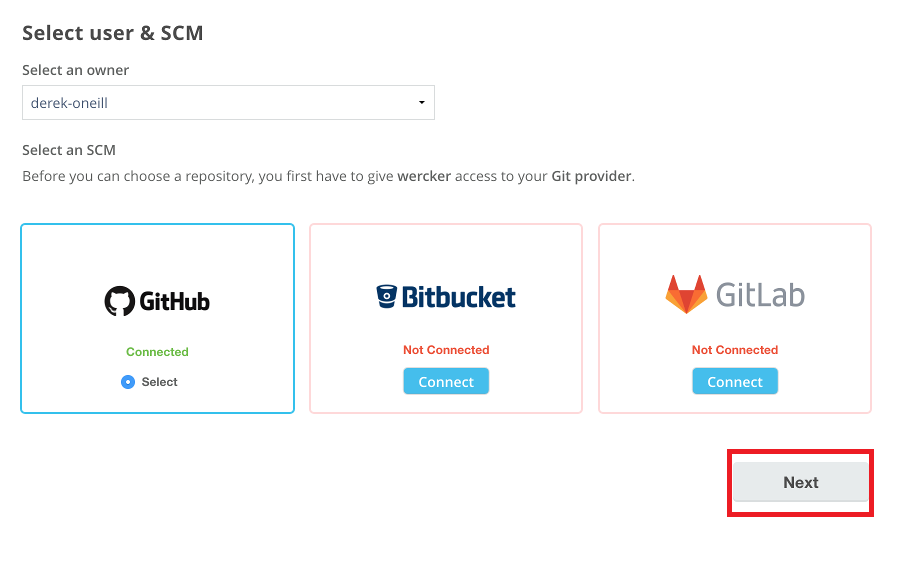 Select user & SCM
Select an owner
derek-oneill
Select an SCM
Before you can choose a repository, you first have to give wercker access to your Git provider.
GitHub
Connected
Select
Bitbucket
Not Connected
Connect
GitLab
Not Connected
Connect
Next